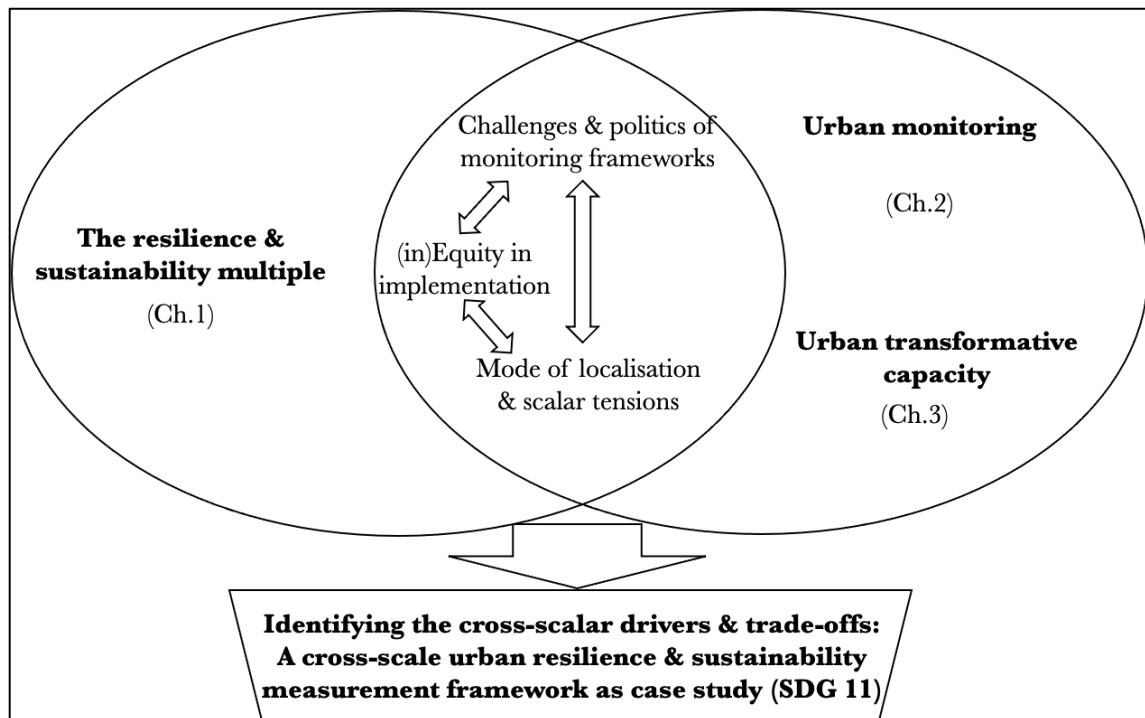 Challenges & politics of
monitoring frameworks
Urban monitoring
(Ch.2)
The resilience &
sustainability multiple
(Ch.1)
(in)Equity in
implementation
Mode of localisation
& scalar tensions
Urban transformative
capacity
(Ch.3)
Identifying the cross-scalar drivers & trade-offs:
A cross-scale urban resilience & sustainability
measurement framework as case study (SDG 11)